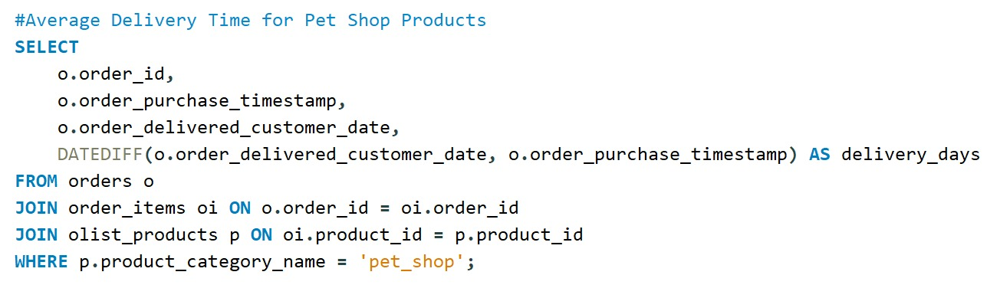 #Average Delivery Time for Pet Shop Products
SELECT
    o.order_id,
    o.order_purchase_timestamp,
    o.order_delivered_customer_date,
    DATEDIFF(o.order_delivered_customer_date, o.order_purchase_timestamp) AS delivery_days
FROM orders o
JOIN order_items oi ON o.order_id = oi.order_id
JOIN olist_products p ON oi.product_id = p.product_id
WHERE p.product_category_name = 'pet_shop';